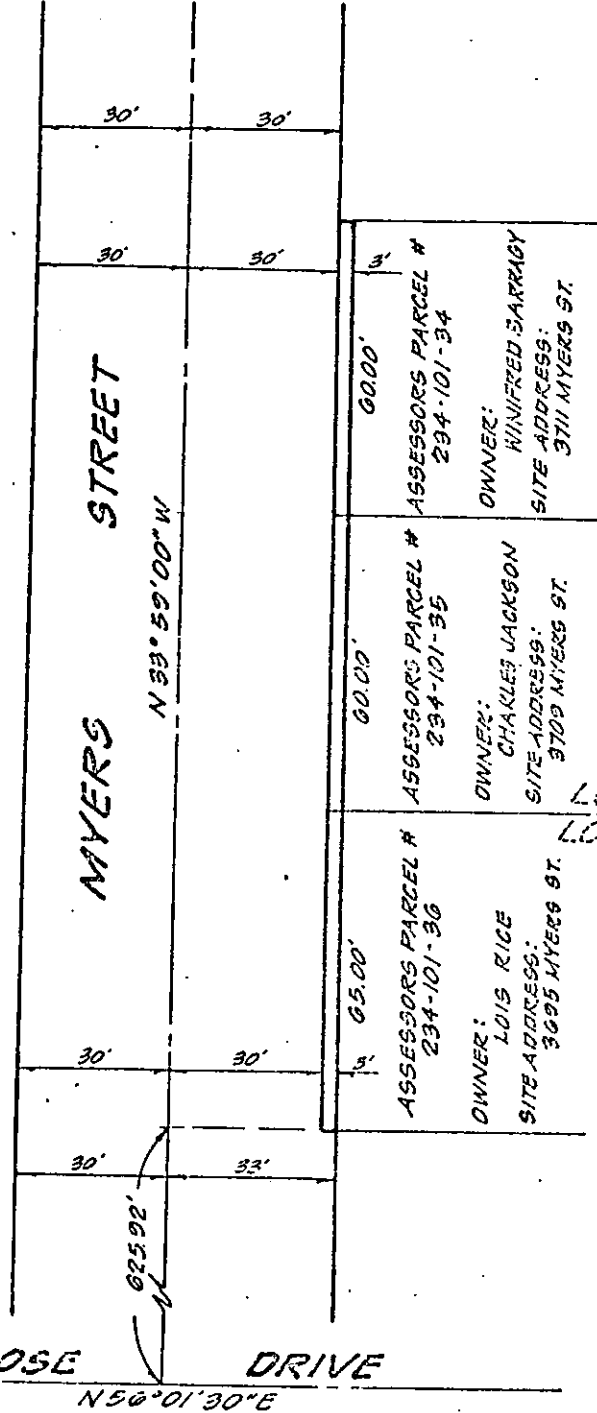 30'
30'
30'
30'
3'
MYERS STREET
N 33° 59' 00" W
60.00'
ASSESSORS PARCEL #
234-101-34
OWNER:
WINIFRED BARRAGY
SITE ADDRESS:
3711 MYERS ST.
60.00'
ASSESSORS PARCEL #
234-101-35
OWNER:
CHARLES JACKSON
SITE ADDRESS:
3709 MYERS ST.
65.00'
ASSESSORS PARCEL #
234-101-36
OWNER:
LOIS RICE
SITE ADDRESS:
3695 MYERS ST.
30'
30'
3'
30'
33'
625.92'
OSE DRIVE
N 56° 01' 30" E